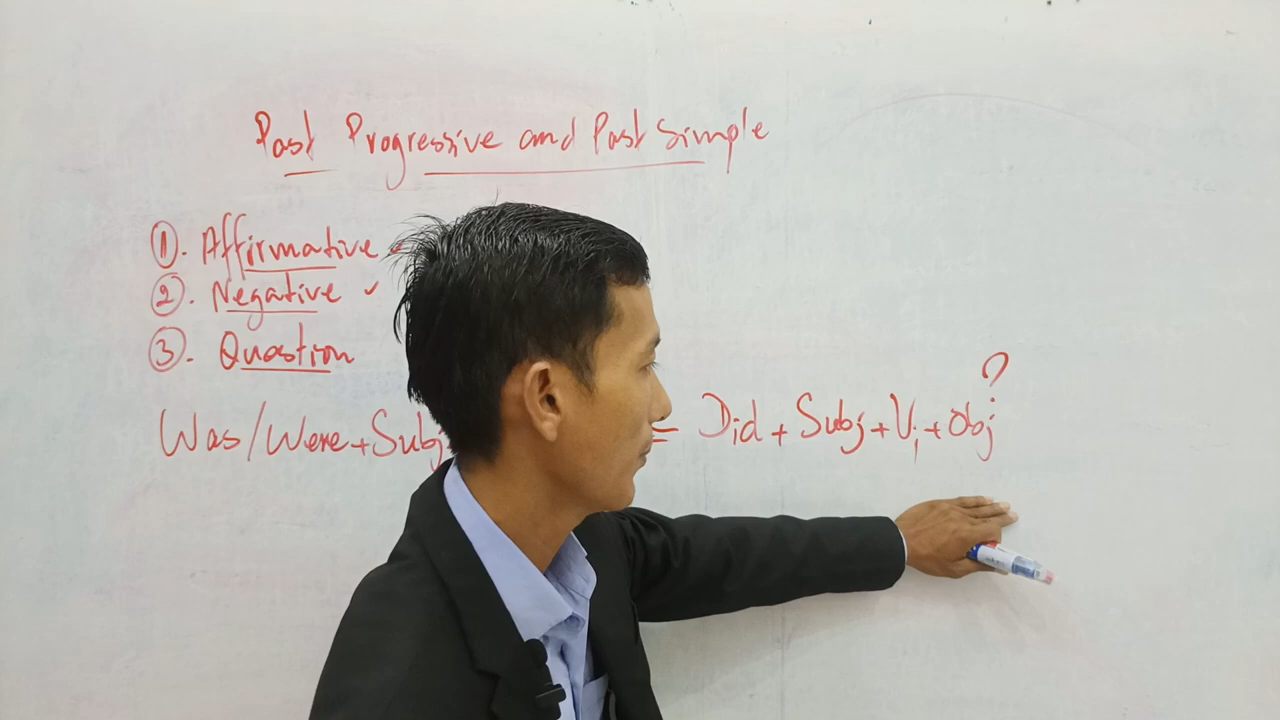 Past Progressive and Past Simple
①. Affirmative
②. Negative ✓
③. Question
Was/Were+Subj = Did + Subj + V₁ + Obj ?